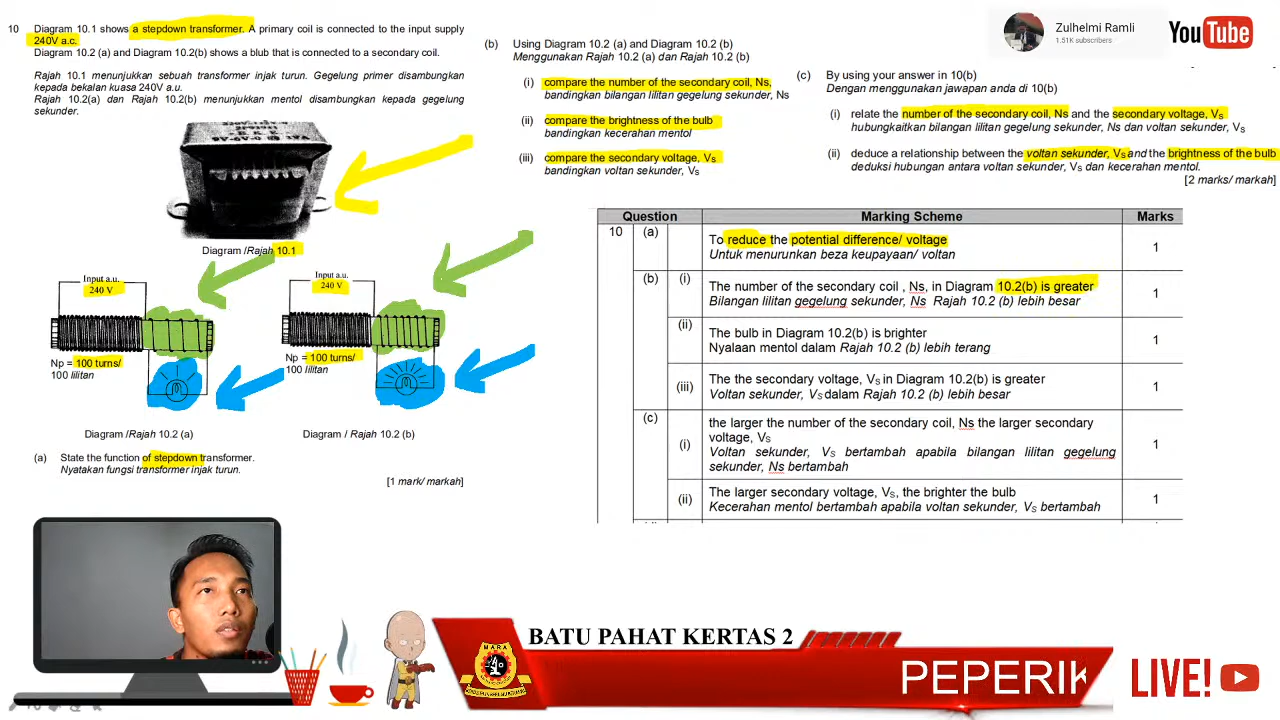 10 Diagram 10.1 shows a stepdown transformer. A primary coil is connected to the input supply
240V a.c.
Diagram 10.2 (a) and Diagram 10.2(b) shows a blub that is connected to a secondary coil.
Rajah 10.1 menunjukkan sebuah transformer injak turun. Gegelung primer disambungkan
kepada bekalan kuasa 240V a.u.
Rajah 10.2(a) dan Rajah 10.2(b) menunjukkan mentol disambungkan kepada gegelung
sekunder.
Diagram /Rajah 10.1
Input a.u.
240 V
Np = 100 turns/
100 lilitan
Diagram /Rajah 10.2 (a)
Input a.u.
240 V
Np = 100 turns/
100 lilitan
Diagram / Rajah 10.2 (b)
(a) State the function of stepdown transformer.
Nyatakan fungsi transformer injak turun.
[1 mark/ markah]
(b) Using Diagram 10.2 (a) and Diagram 10.2 (b)
Menggunakan Rajah 10.2 (a) dan Rajah 10.2 (b)
(i) compare the number of the secondary coil, Ns,
bandingkan bilangan lilitan gegelung sekunder, Ns
(ii) compare the brightness of the bulb
bandingkan kecerahan mentol
(iii) compare the secondary voltage, VS
bandingkan voltan sekunder, VS
Zulhelmi Ramli
1.51K subscribers
YouTube
(c) By using your answer in 10(b)
Dengan menggunakan jawapan anda di 10(b)
(i) relate the number of the secondary coil, Ns and the secondary voltage, VS
hubungkaitkan bilangan lilitan gegelung sekunder, Ns dan voltan sekunder, VS
(ii) deduce a relationship between the voltan sekunder, VS and the brightness of the bulb
deduksi hubungan antara voltan sekunder, VS dan kecerahan mentol.
[2 marks/ markah]
Question Marking Scheme Marks
10 (a) To reduce the potential difference/ voltage
Untuk menurunkan beza keupayaan/ voltan
1
(b) (i) The number of the secondary coil , Ns, in Diagram 10.2(b) is greater
Bilangan lilitan gegelung sekunder, Ns Rajah 10.2 (b) lebih besar
1
(ii) The bulb in Diagram 10.2(b) is brighter
Nyalaan mentol dalam Rajah 10.2 (b) lebih terang
1
(iii) The the secondary voltage, VS in Diagram 10.2(b) is greater
Voltan sekunder, VS dalam Rajah 10.2 (b) lebih besar
1
(c) (i) the larger the number of the secondary coil, Ns the larger secondary
voltage, VS
Voltan sekunder, VS bertambah apabila bilangan lilitan gegelung
sekunder, Ns bertambah
1
(ii) The larger secondary voltage, VS, the brighter the bulb
Kecerahan mentol bertambah apabila voltan sekunder, VS bertambah
1
MARA
BATU PAHAT KERTAS 2
PEPERIK
LIVE!